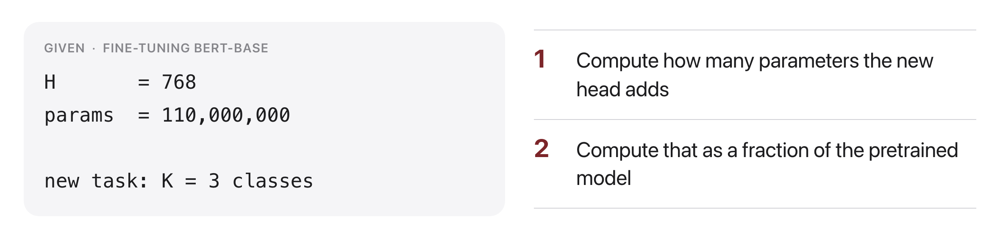 GIVEN · FINE-TUNING BERT-BASE
H = 768
params = 110,000,000
new task: K = 3 classes
1 Compute how many parameters the new
head adds
2 Compute that as a fraction of the pretrained
model